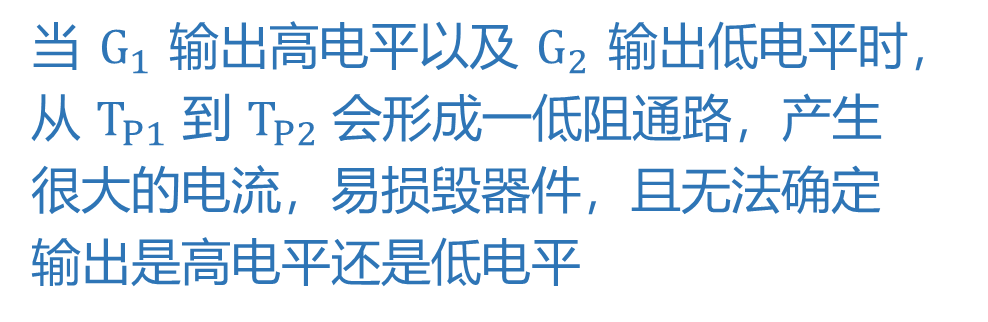 当 G₁ 输出高电平以及 G₂ 输出低电平时，
从 T_P1 到 T_P2 会形成一低阻通路，产生
很大的电流，易损毁器件，且无法确定
输出是高电平还是低电平